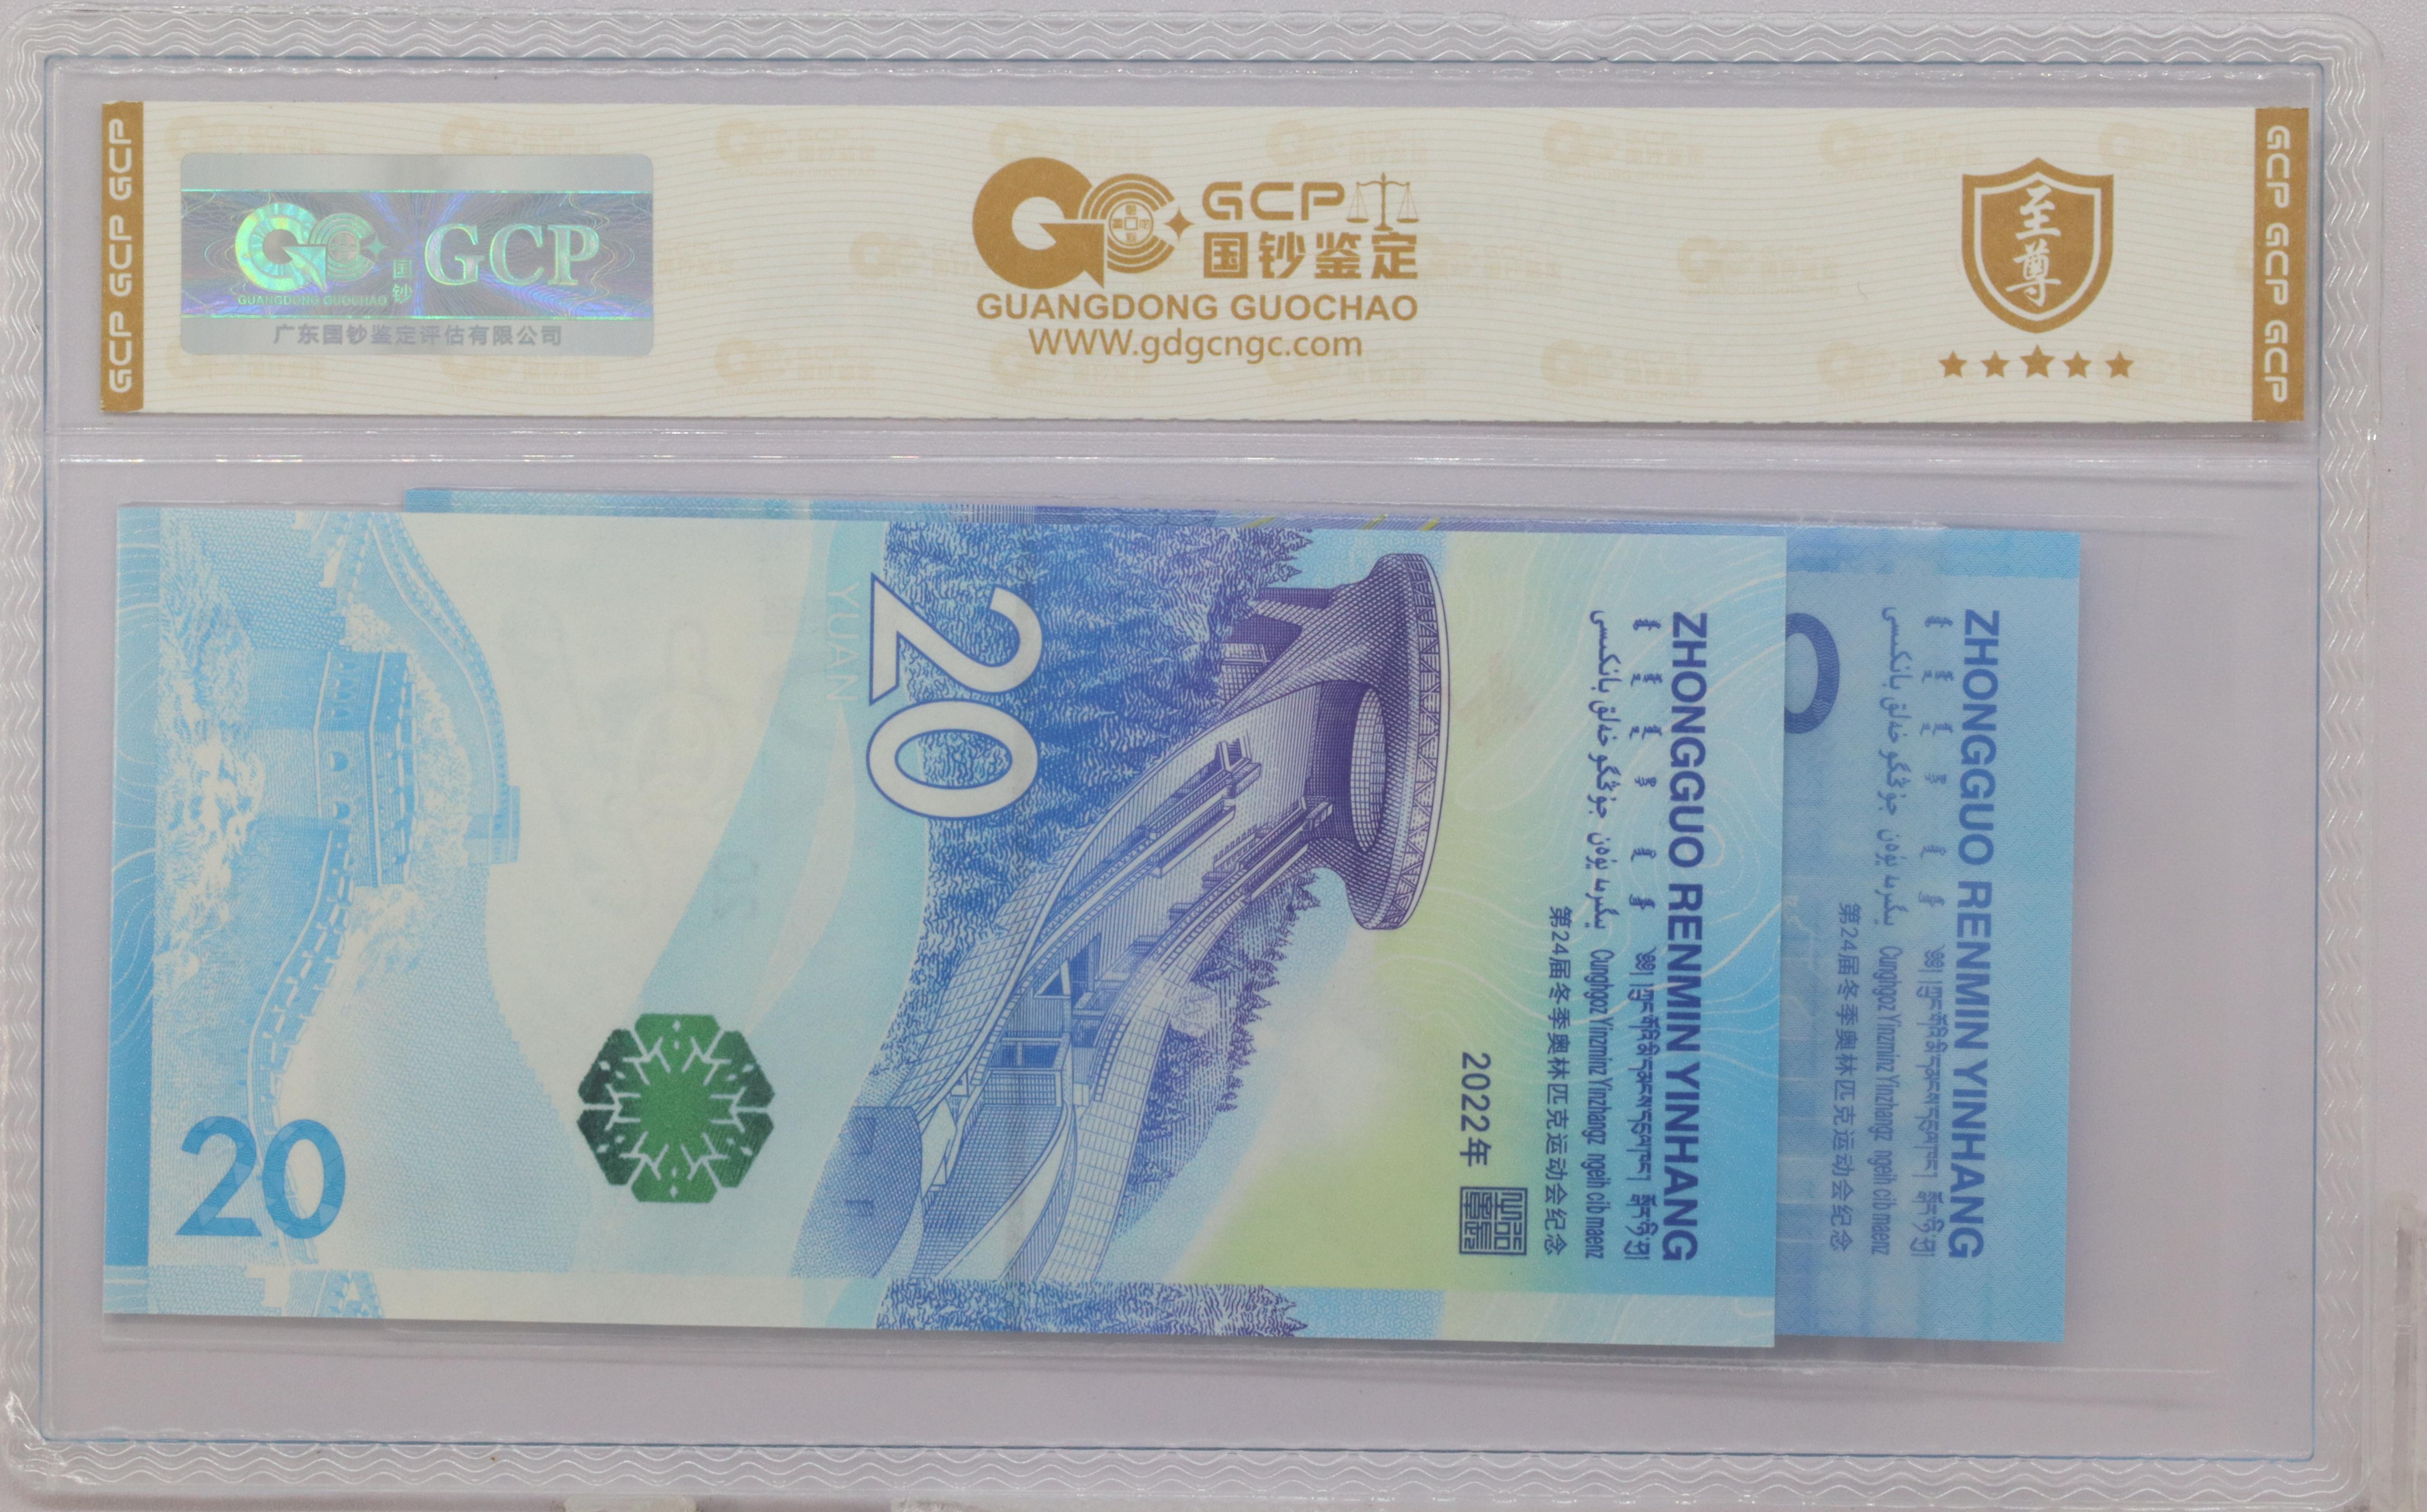 GCP GCP GCP
GUANGDONG GUOCHAO
国钞
GCP
广东国钞鉴定评估有限公司
GCP
国钞鉴定
GUANGDONG GUOCHAO
WWW.gdgcngc.com
至尊
GCP GCP GCP
ZHONGGUO RENMIN YINHANG
Cunghgoz Yinzminz Yinzhangz ngeih cib maenz
第24届冬季奥林匹克运动会纪念
2022年
20
YUAN
20
ZHONGGUO RENMIN YINHANG
Cunghgoz Yinzminz Yinzhangz ngeih cib maenz
第24届冬季奥林匹克运动会纪念